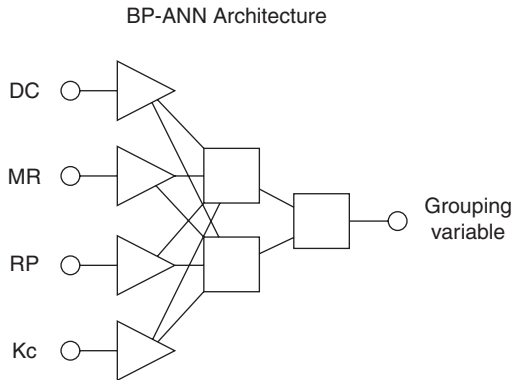 BP-ANN Architecture
DC
MR
RP
Kc
Grouping
variable